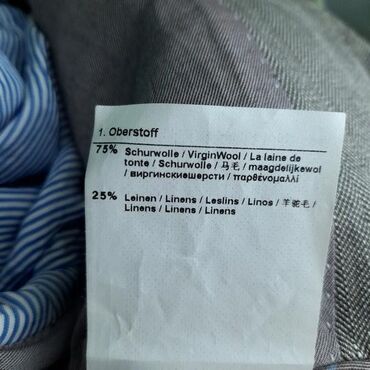 1. Oberstoff
75% Schurwolle / VirginWool / La laine de
tonte / Schurwolle / 马毛 / maagdelijkewol
/ виргинскиешерсти / παρθένομαλλί
25% Leinen / Linens / Leslins / Linos / 羊驼毛 /
Linens / Linens / Linens